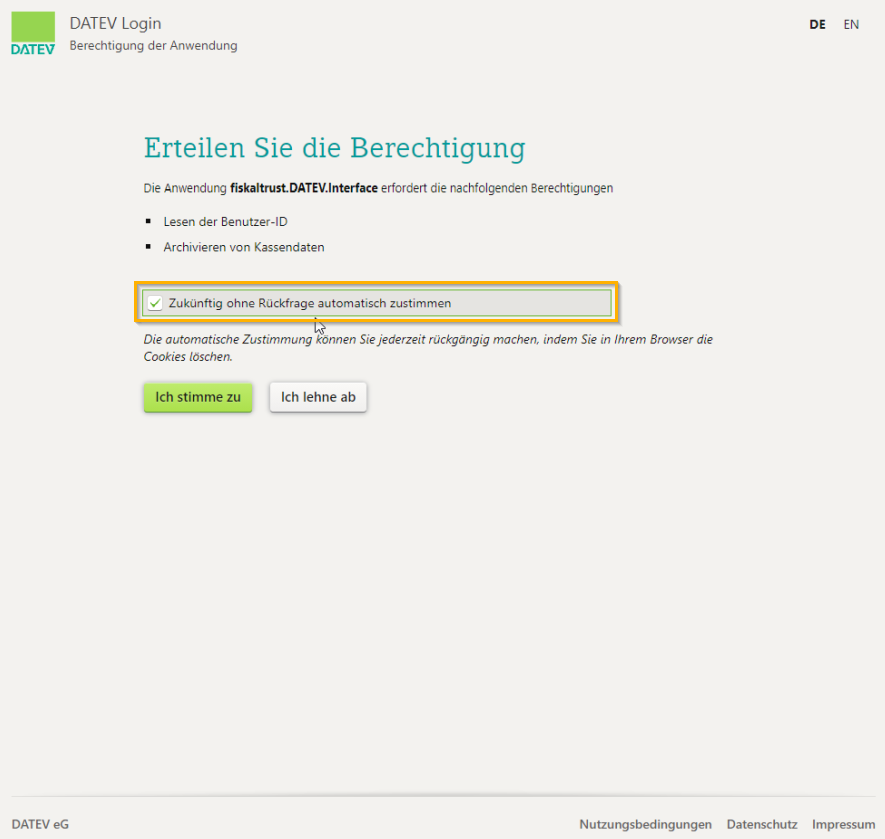 DATEV Login
DE EN
DATEV
Berechtigung der Anwendung
Erteilen Sie die Berechtigung
Die Anwendung fiskaltrust.DATEV.Interface erfordert die nachfolgenden Berechtigungen
Lesen der Benutzer-ID
Archivieren von Kassendaten
Zukünftig ohne Rückfrage automatisch zustimmen
Die automatische Zustimmung können Sie jederzeit rückgängig machen, indem Sie in Ihrem Browser die
Cookies löschen.
Ich stimme zu Ich lehne ab
DATEV eG Nutzungsbedingungen Datenschutz Impressum